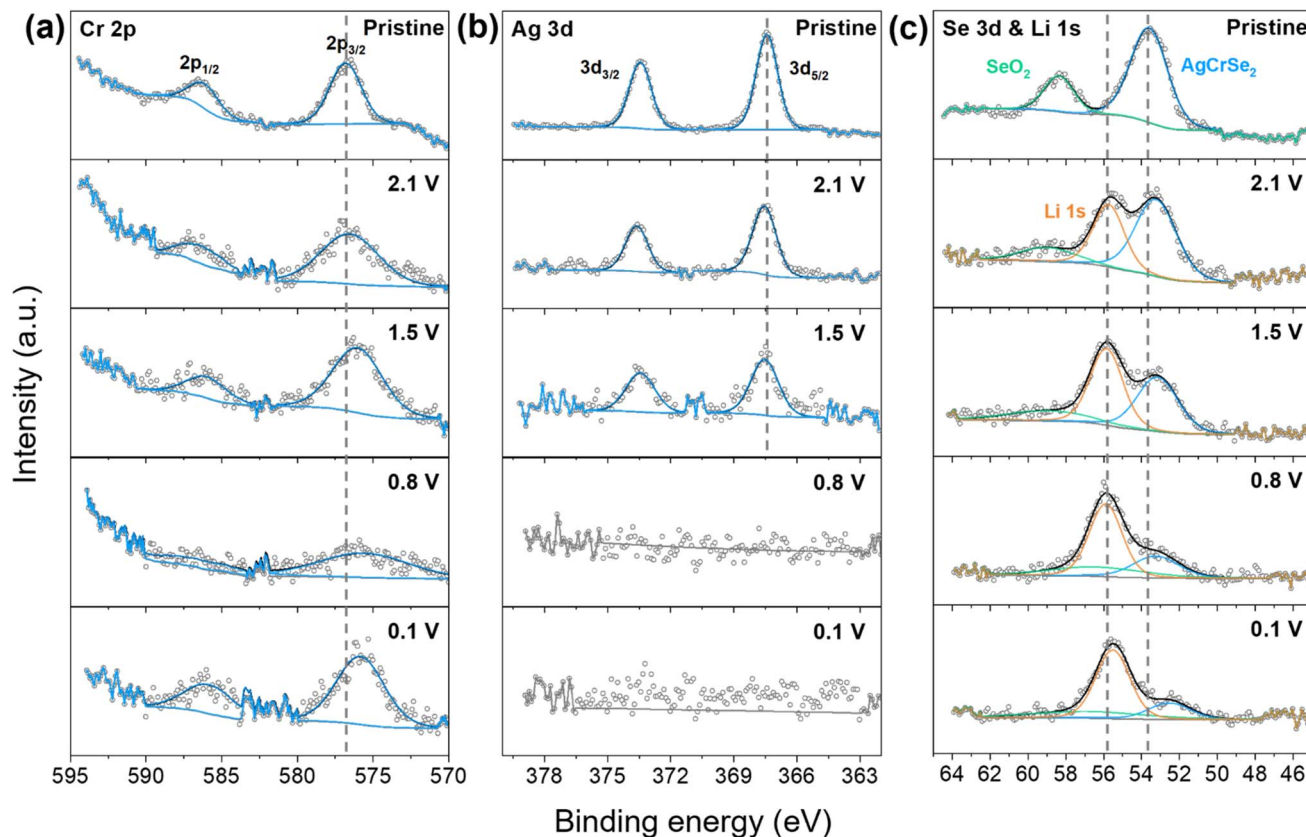 (a) Cr 2p Pristine
2p1/2 2p3/2
2.1 V
1.5 V
0.8 V
0.1 V
595 590 585 580 575 570
(b) Ag 3d Pristine
3d3/2 3d5/2
2.1 V
1.5 V
0.8 V
0.1 V
378 375 372 369 366 363
(c) Se 3d & Li 1s Pristine
SeO2 AgCrSe2
2.1 V
Li 1s
1.5 V
0.8 V
0.1 V
64 62 60 58 56 54 52 50 48 46
Intensity (a.u.)
Binding energy (eV)